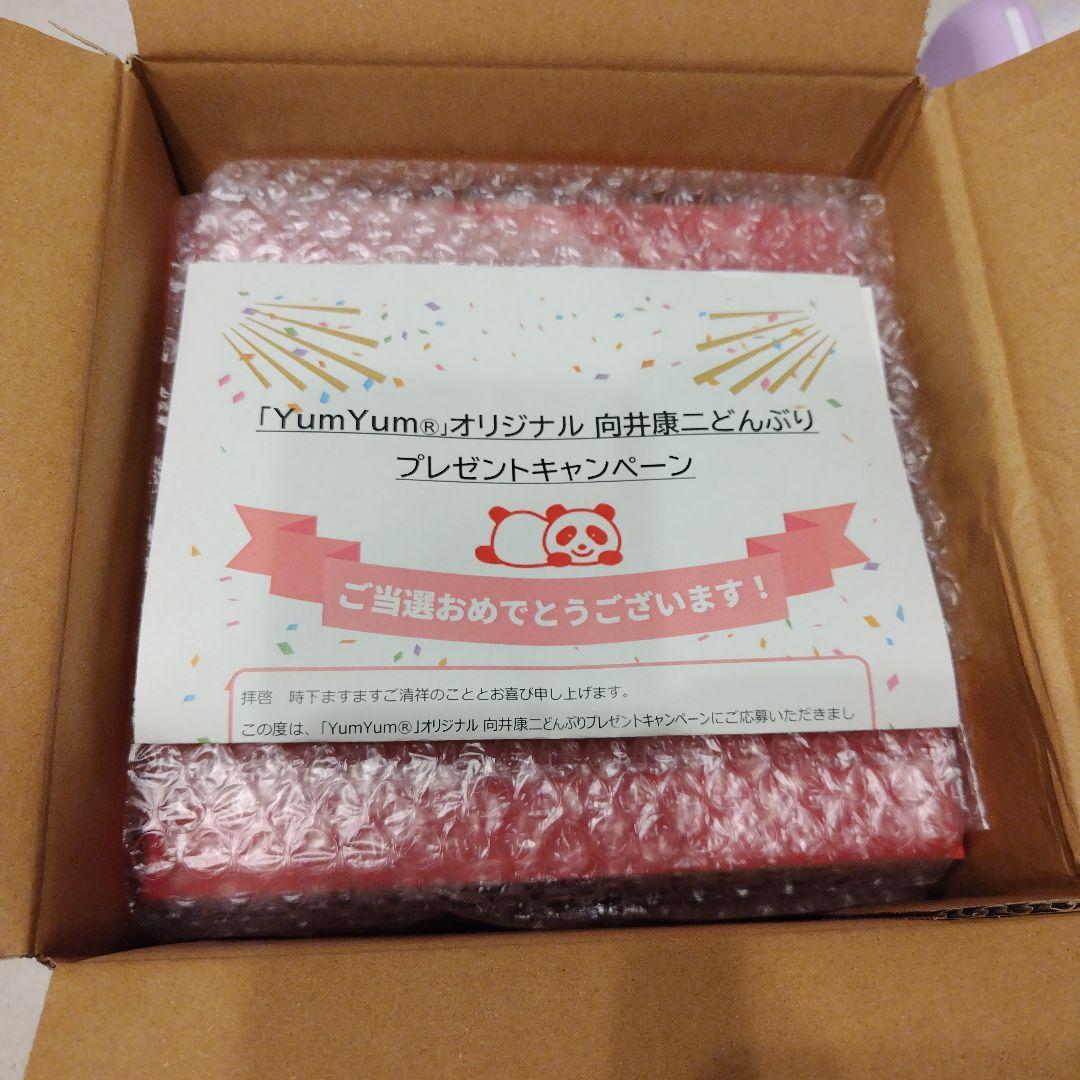 「YumYum®」オリジナル 向井康二どんぶり
プレゼントキャンペーン
ご当選おめでとうございます！
拝啓　時下ますますご清祥のこととお喜び申し上げます。
この度は、「YumYum®」オリジナル 向井康二どんぶりプレゼントキャンペーンにご応募いただきまし